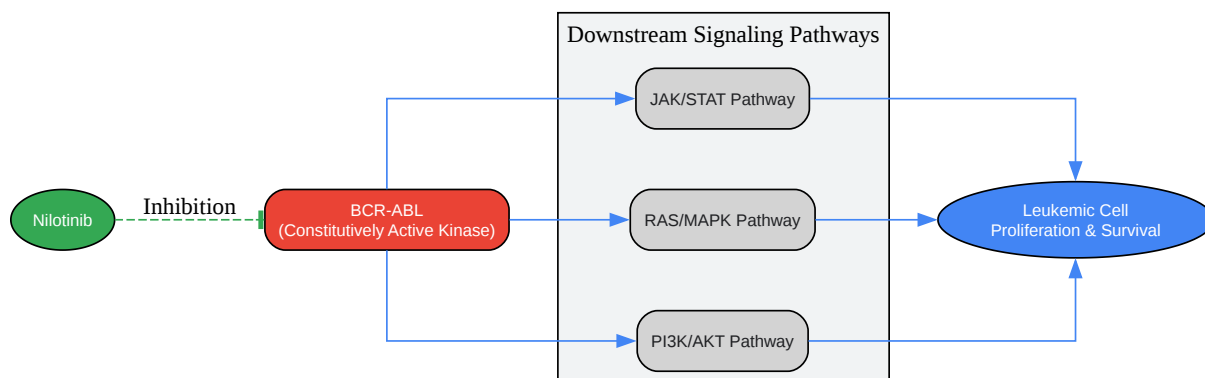 Downstream Signaling Pathways
JAK/STAT Pathway
Nilotinib
Inhibition
BCR-ABL
(Constitutively Active Kinase)
RAS/MAPK Pathway
Leukemic Cell
Proliferation & Survival
PI3K/AKT Pathway